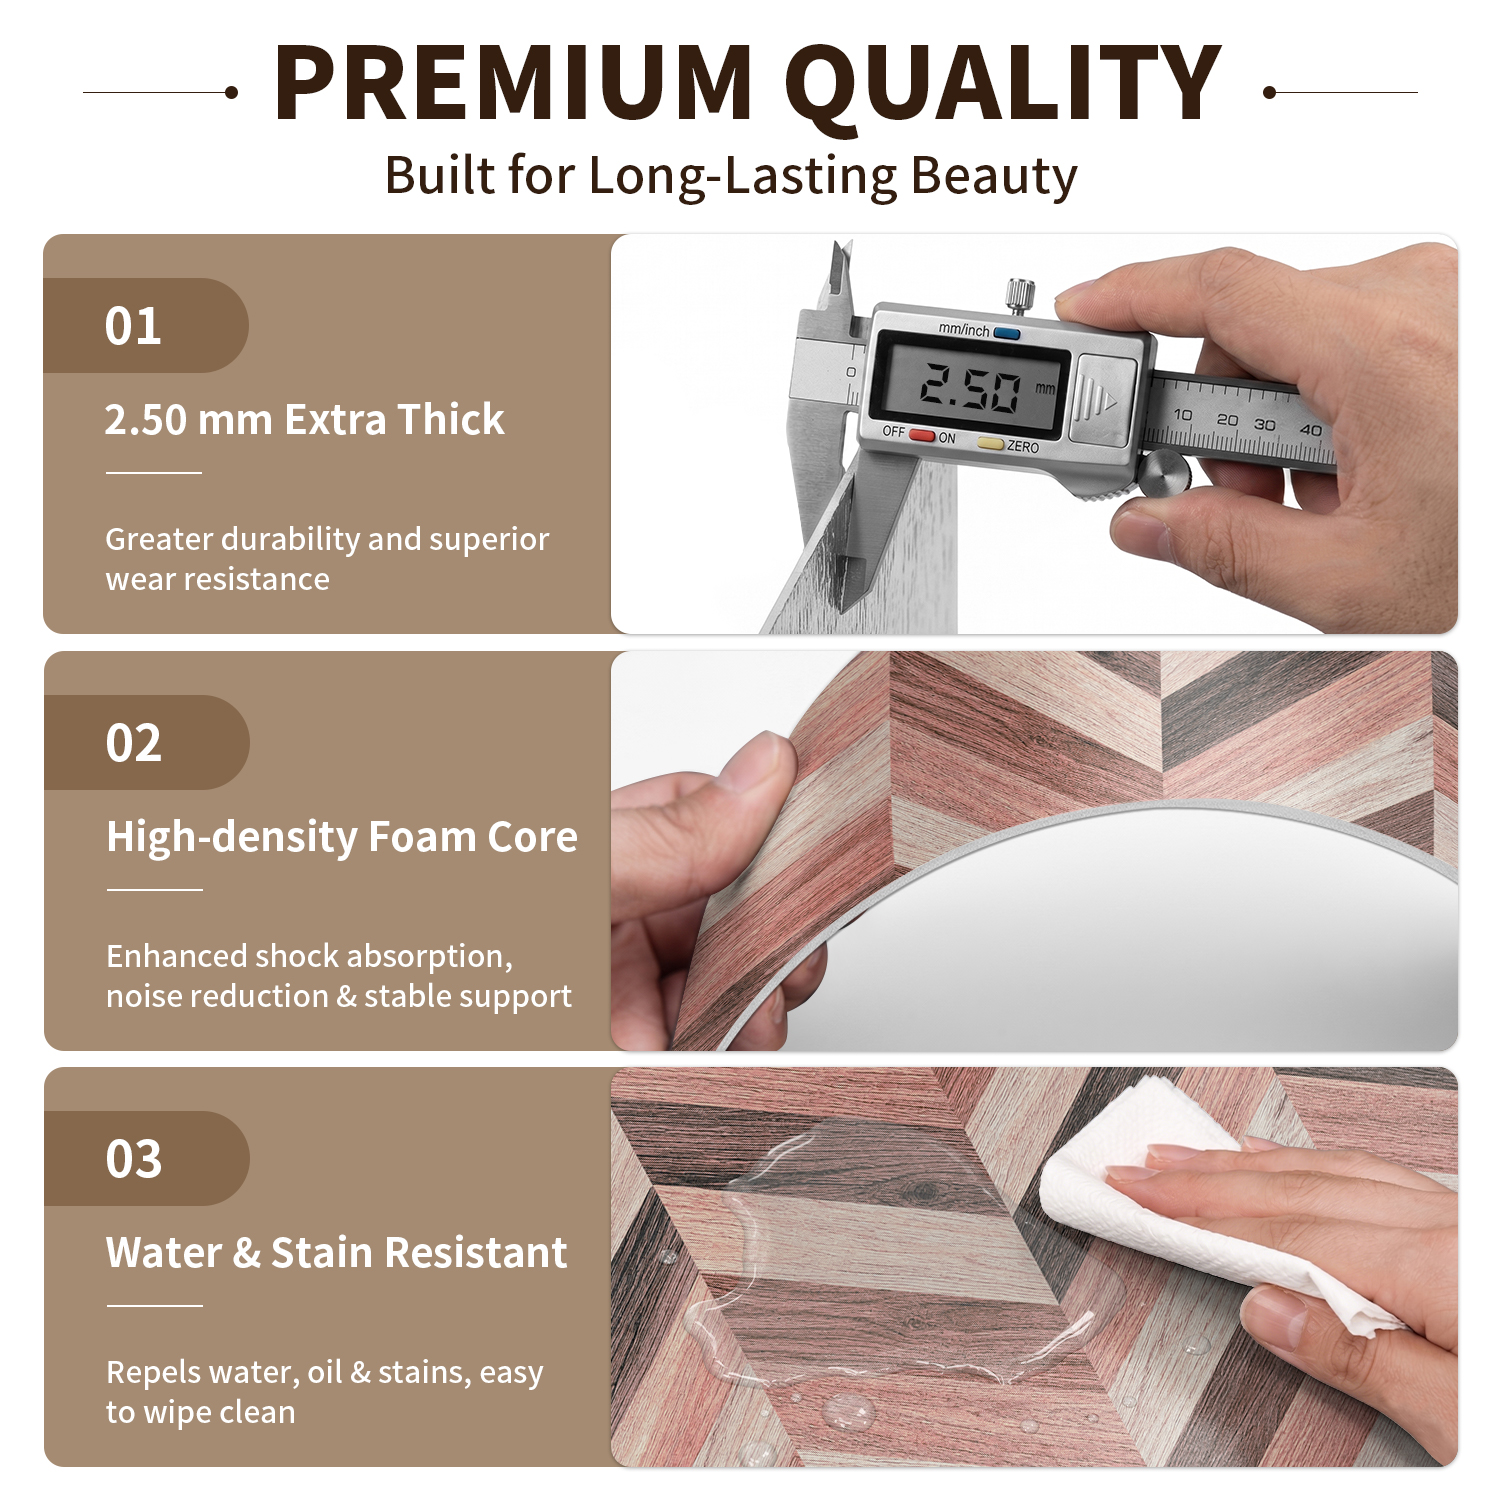 PREMIUM QUALITY
Built for Long-Lasting Beauty
01
2.50 mm Extra Thick
Greater durability and superior
wear resistance
mm/inch
0
2.50 mm
OFF ON ZERO
10 20 30 40
02
High-density Foam Core
Enhanced shock absorption,
noise reduction & stable support
03
Water & Stain Resistant
Repels water, oil & stains, easy
to wipe clean